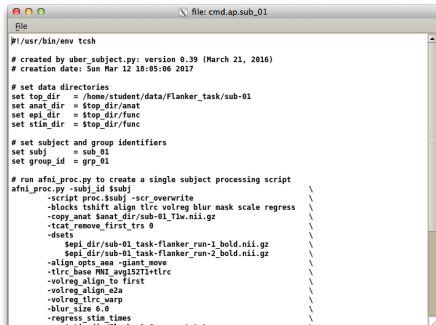 file: cmd.ap.sub_01
File
#!/usr/bin/env tcsh
# created by uber_subject.py: version 0.39 (March 21, 2016)
# creation date: Sun Mar 12 18:05:06 2017
# set data directories
set top_dir = /home/student/data/Flanker_task/sub-01
set anat_dir = $top_dir/anat
set epi_dir = $top_dir/func
set stim_dir = $top_dir/func
# set subject and group identifiers
set subj = sub_01
set group_id = grp_01
# run afni_proc.py to create a single subject processing script
afni_proc.py -subj_id $subj \
-script proc.$subj -scr_overwrite \
-blocks tshift align tlrc volreg blur mask scale regress \
-copy_anat $anat_dir/sub-01_T1w.nii.gz \
-tcat_remove_first_trs 0 \
-dsets \
$epi_dir/sub-01_task-flanker_run-1_bold.nii.gz \
$epi_dir/sub-01_task-flanker_run-2_bold.nii.gz \
-align_opts_aea -giant_move \
-tlrc_base MNI_avg152T1+tlrc \
-volreg_align_to first \
-volreg_align_e2a \
-volreg_tlrc_warp \
-blur_size 6.0 \
-regress_stim_times \